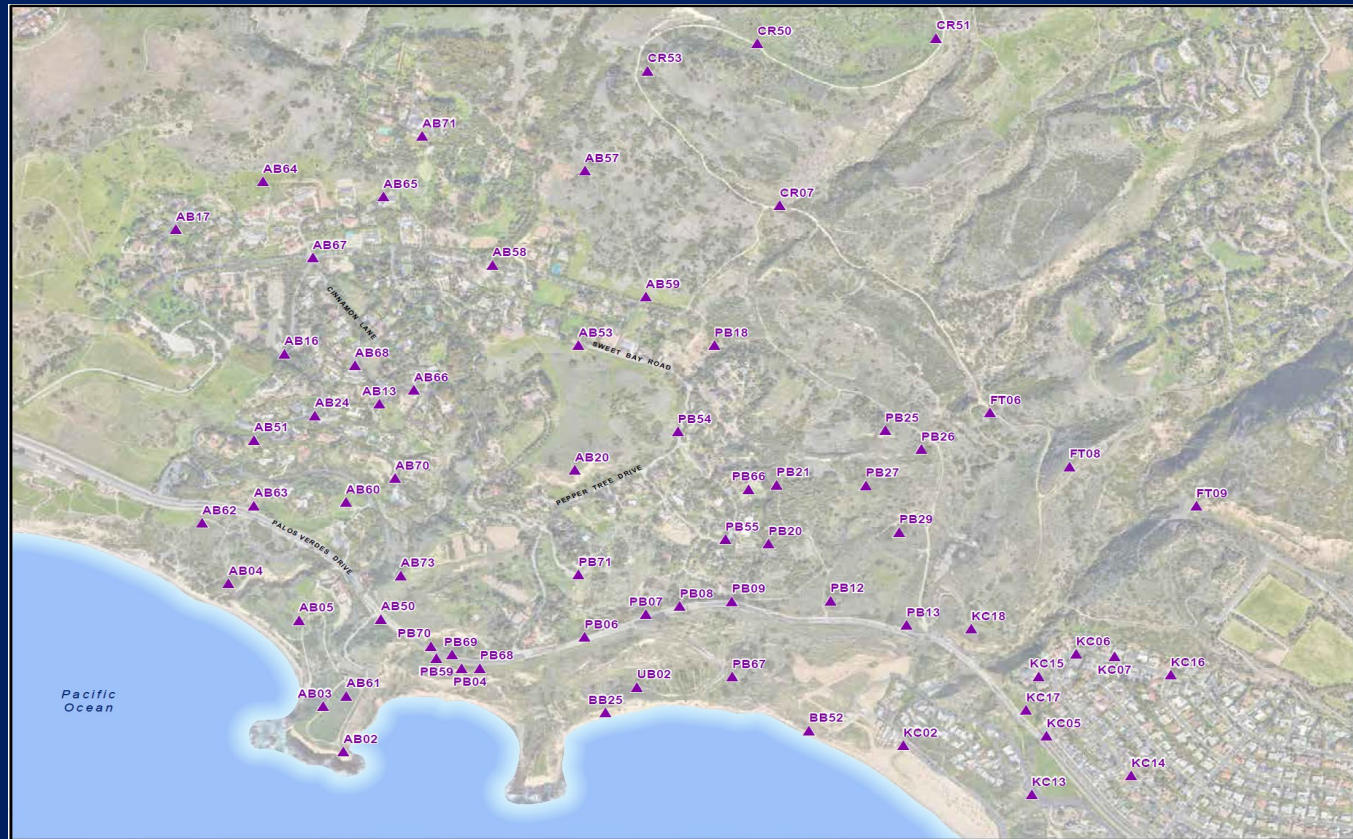 CR51
CR50
CR53
AB71
AB57
AB64
AB65
CR07
AB17
AB67
AB58
AB59
CINNAMON LANE
AB53
PB18
SWEET BAY ROAD
AB16
AB68
AB66
AB13
FT06
AB24
PB54
PB25
AB51
PB26
FT08
AB20
PEPPER TREE DRIVE
AB70
PB66
PB21
PB27
AB60
AB63
FT09
AB62
PALOS VERDES DRIVE
PB55
PB20
PB29
AB04
AB73
PB71
AB05
AB50
PB07
PB08
PB09
PB12
PB13
KC18
PB06
PB70
PB69
PB59
PB68
PB04
KC06
KC07
KC15
KC16
UB02
PB67
Pacific
Ocean
AB03
AB61
BB25
KC17
BB52
KC02
KC05
AB02
KC14
KC13